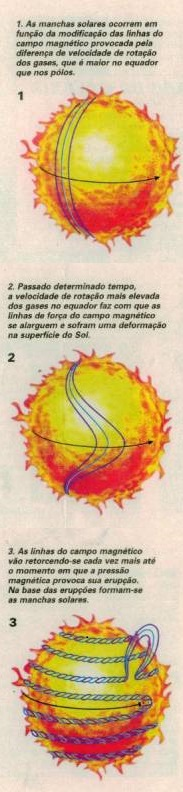 1. As manchas solares ocorrem em
função da modificação das linhas do
campo magnético provocada pela
diferença de velocidade de rotação
dos gases, que é maior no equador
que nos pólos.
1
2. Passado determinado tempo,
a velocidade de rotação mais elevada
dos gases no equador faz com que as
linhas de força do campo magnético
se alarguem e sofram uma deformação
na superfície do Sol.
2
3. As linhas do campo magnético
vão retorcendo-se cada vez mais até
o momento em que a pressão
magnética provoca sua erupção.
Na base das erupções formam-se
as manchas solares.
3